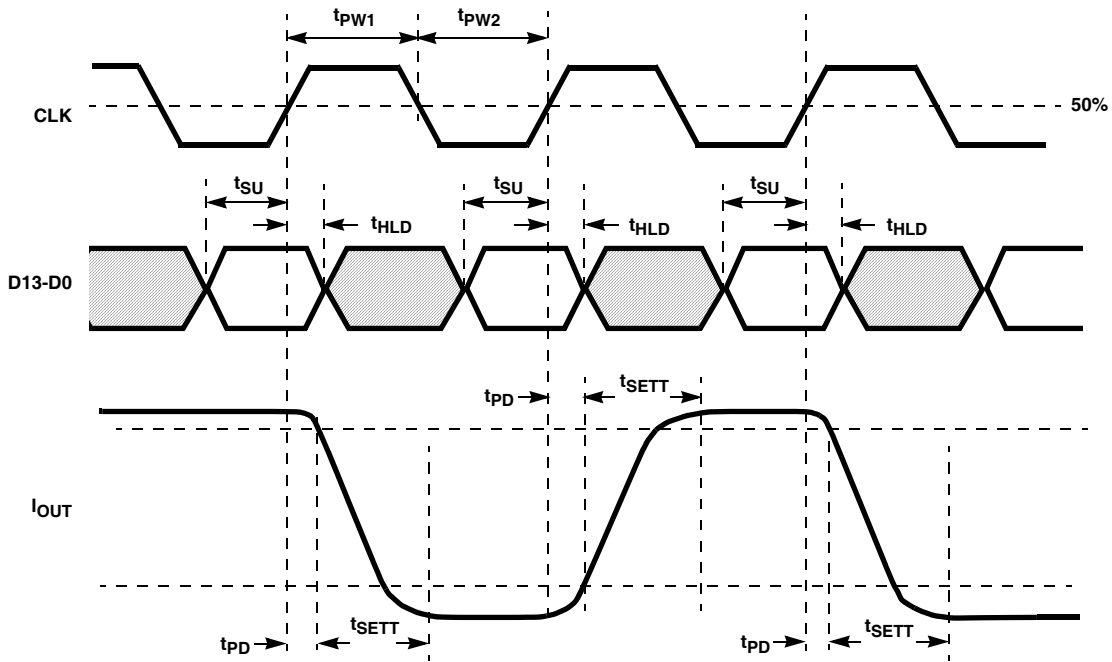 tPW1 tPW2
CLK
50%
tSU tSU tSU
tHLD tHLD tHLD
D13-D0
tPD tSETT
IOUT
tPD tSETT tPD tSETT